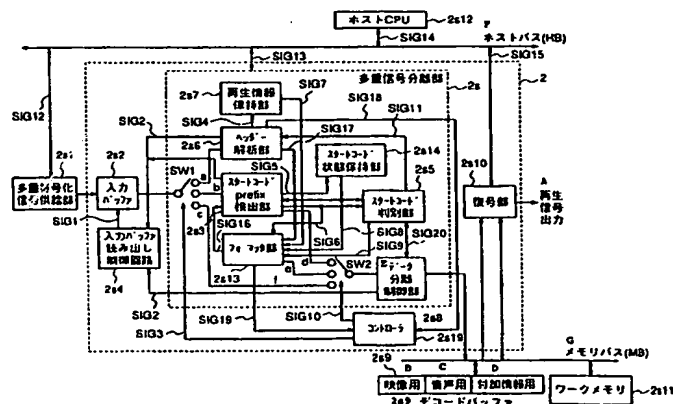 ホストCPU
2s12
SIG14
F
ホストバス(HB)
SIG13
SIG15
2
多重信号分離部
2s
2s7
再生情報
保持部
SIG7
SIG18
SIG4
SIG11
SIG2
SIG17
SIG12
2s6
ヘッダー
解析部
2s14
スタートコード
状態保持部
2s1
2s2
SW1
a
b
c
SIG5
2s5
2s10
多重符号化
信号供給部
入力
バッファ
スタートコード
prefix
検出部
スタートコード
判別部
復号部
A
再生
信号
出力
SIG1
2s3
SIG16
SIG6
SIG8
SIG9
SIG20
入力バッファ
読み出し
制御回路
フォーマッタ部
d
e
SW2
E
データ
分離
制御部
2s4
2s13
f
SIG2
SIG3
SIG19
SIG10
2s8
コントローラ
2s19
G
メモリバス(MB)
2s9
B
C
D
映像用
音声用
付加情報用
ワークメモリ
2s11
2s9 デコードバッファ